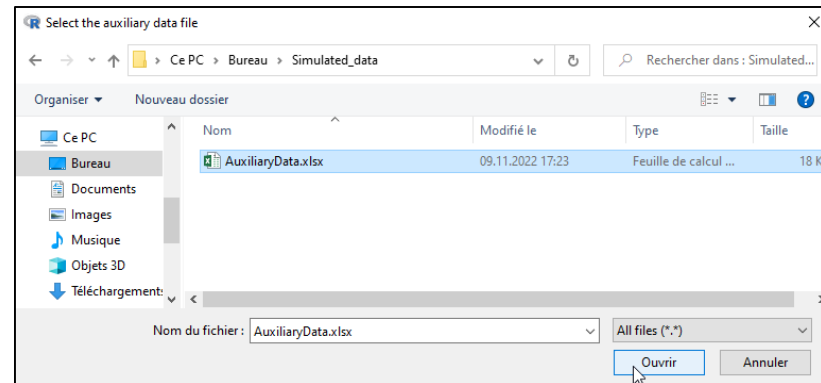 Select the auxiliary data file
Ce PC > Bureau > Simulated_data
Rechercher dans : Simulated...
Organiser
Nouveau dossier
Nom Modifié le Type Taille
Ce PC
Bureau
AuxiliaryData.xlsx 09.11.2022 17:23 Feuille de calcul ... 18 K
Documents
Images
Musique
Objets 3D
Téléchargement
Nom du fichier : AuxiliaryData.xlsx
All files (*.*)
Ouvrir
Annuler